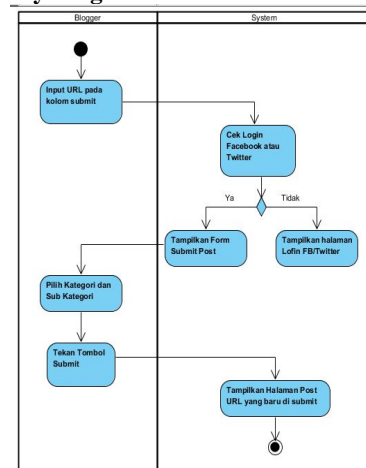 Blogger
System
Input URL pada
kolom submit
Cek Login
Facebook atau
Twitter
Ya
Tidak
Tampilkan Form
Submit Post
Tampilkan halaman
Lofin FB/Twitter
Pilih Kategori dan
Sub Kategori
Tekan Tombol
Submit
Tampilkan Halaman Post
URL yang baru di submit